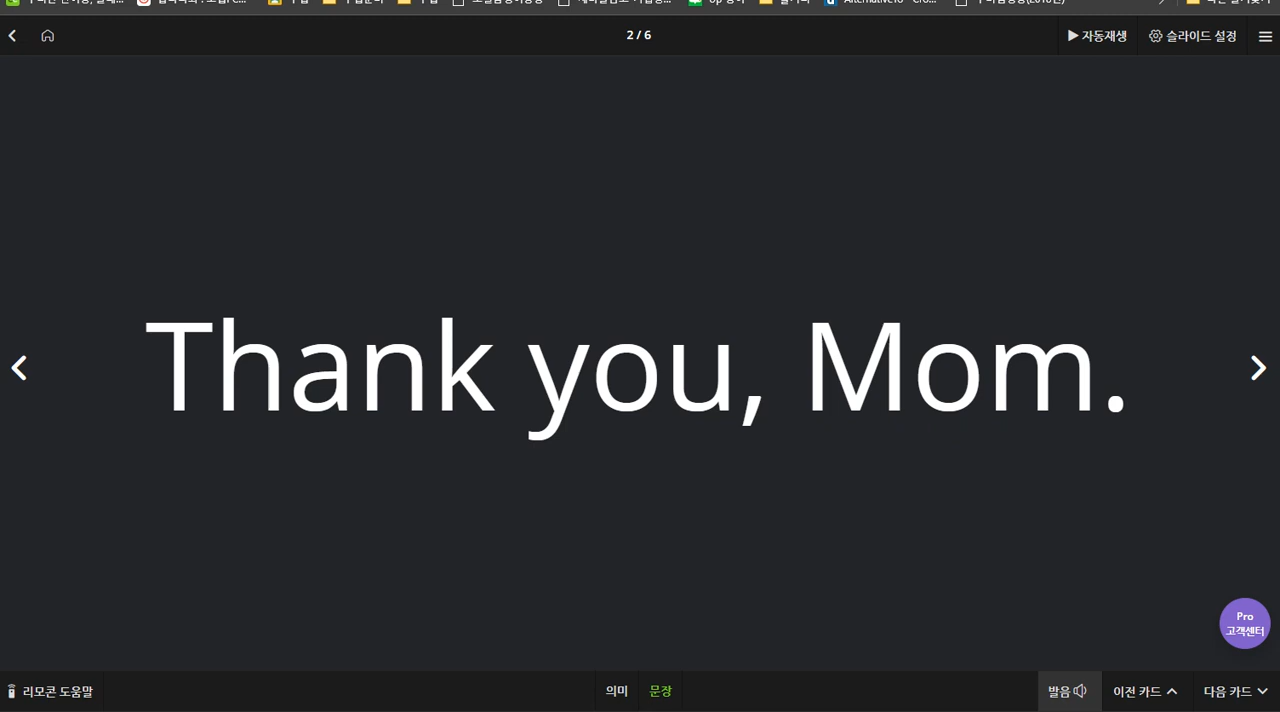 2 / 6
자동재생
슬라이드 설정
Thank you, Mom.
Pro
고객센터
리모콘 도움말
의미
문장
발음
이전 카드
다음 카드